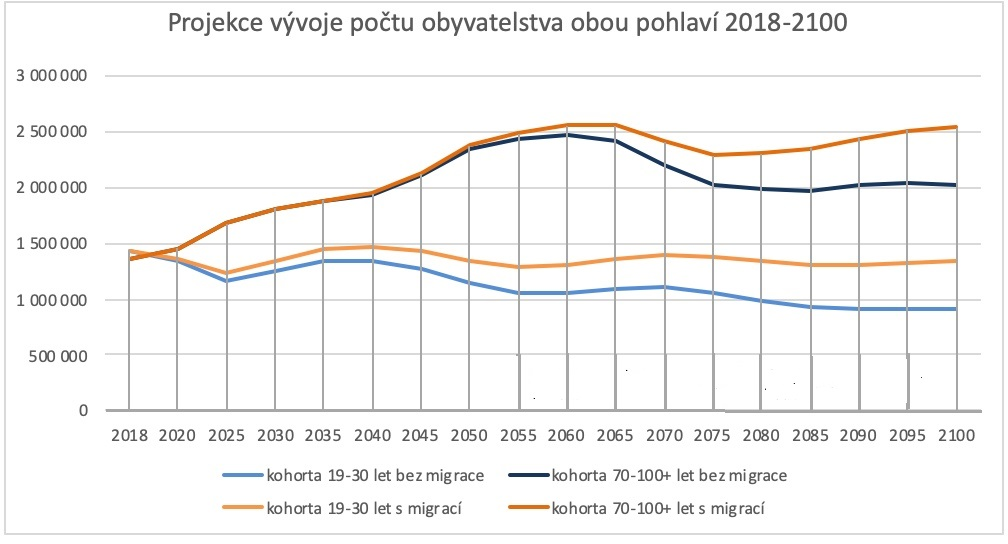 Projekce vývoje počtu obyvatelstva obou pohlaví 2018-2100
3 000 000
2 500 000
2 000 000
1 500 000
1 000 000
500 000
0
2018 2020 2025 2030 2035 2040 2045 2050 2055 2060 2065 2070 2075 2080 2085 2090 2095 2100
kohorta 19-30 let bez migrace kohorta 70-100+ let bez migrace
kohorta 19-30 let s migrací kohorta 70-100+ let s migrací